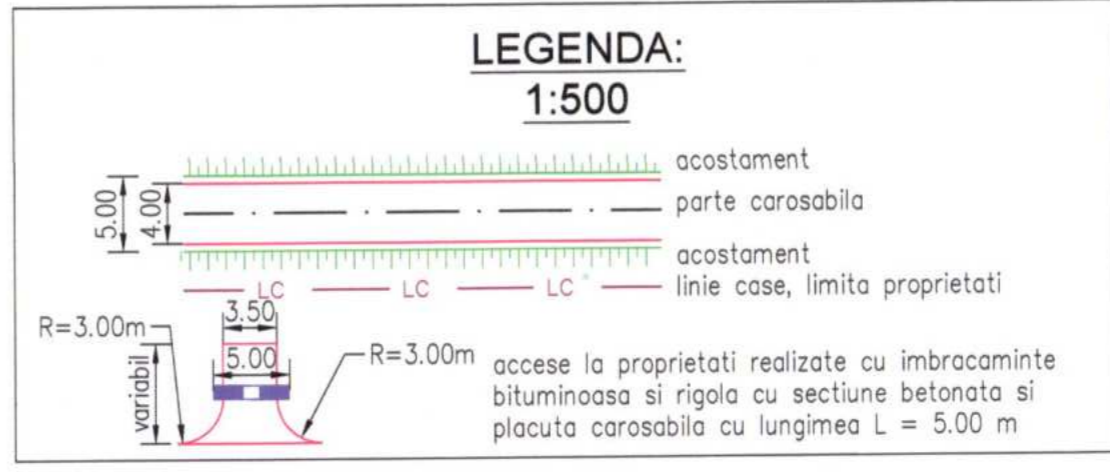 LEGENDA:
1:500
acostament
5.00
4.00
parte carosabila
acostament
LC LC LC
linie case, limita proprietati
3.50
R=3.00m
5.00
R=3.00m
variabil
accese la proprietati realizate cu imbracaminte
bituminoasa si rigola cu sectiune betonata si
placuta carosabila cu lungimea L = 5.00 m